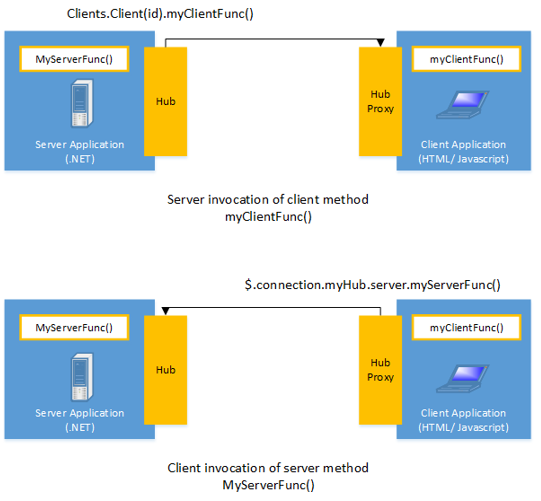 Clients.Client(id).myClientFunc()
MyServerFunc()
Hub
Server Application
(.NET)
Hub
Proxy
myClientFunc()
Client Application
(HTML/ Javascript)
Server invocation of client method
myClientFunc()
$.connection.myHub.server.myServerFunc()
MyServerFunc()
Hub
Server Application
(.NET)
Hub
Proxy
myClientFunc()
Client Application
(HTML/ Javascript)
Client invocation of server method
MyServerFunc()